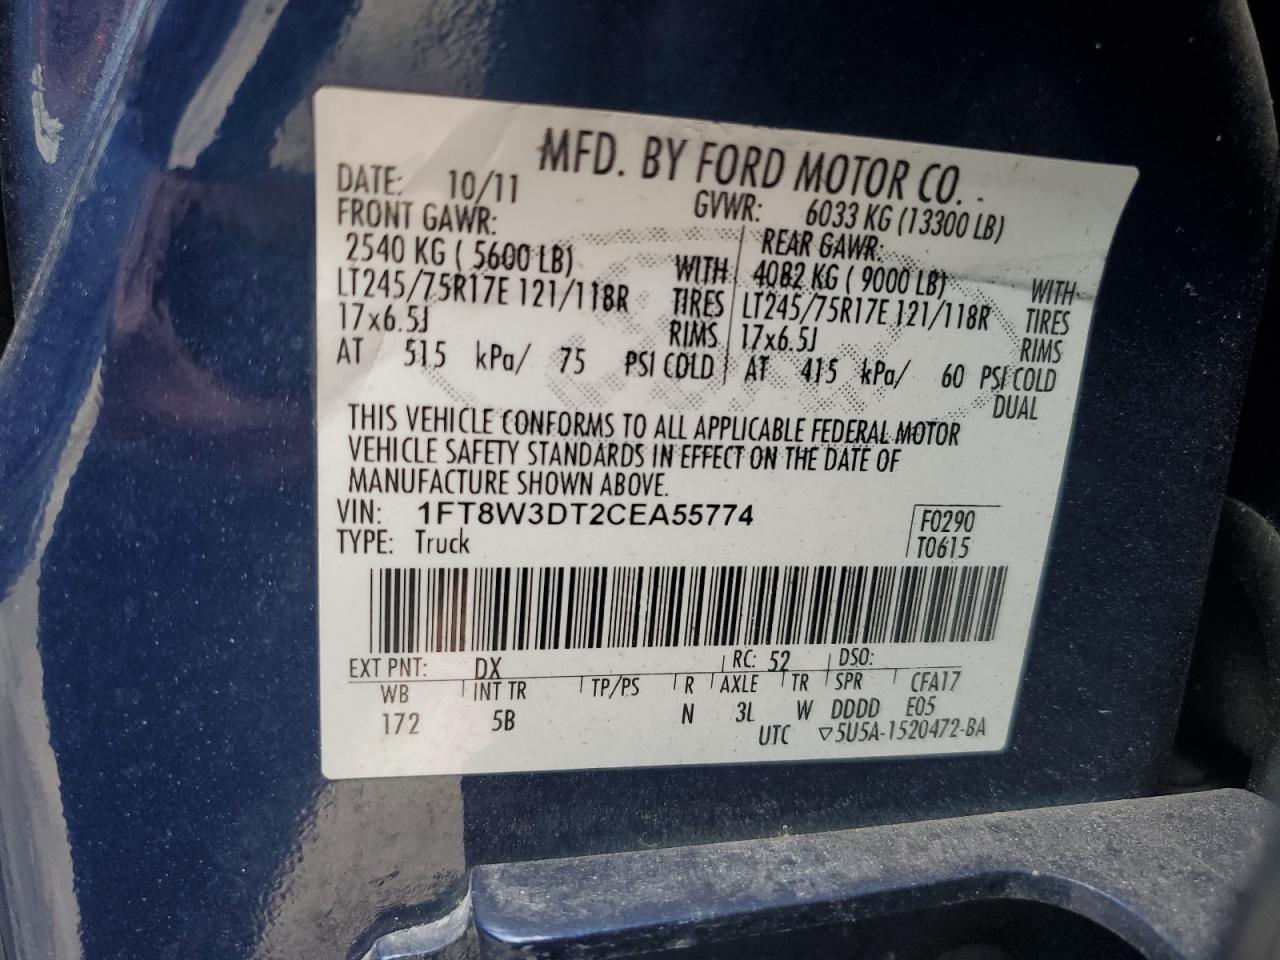 MFD. BY FORD MOTOR CO.
DATE: 10/11 GVWR: 6033 KG (13300 LB)
FRONT GAWR: REAR GAWR:
2540 KG ( 5600 LB) WITH 4082 KG ( 9000 LB) WITH
LT245/75R17E 121/118R TIRES LT245/75R17E 121/118R TIRES
17x6.5J RIMS 17x6.5J RIMS
AT 515 kPa/ 75 PSI COLD AT 415 kPa/ 60 PSI COLD
DUAL
THIS VEHICLE CONFORMS TO ALL APPLICABLE FEDERAL MOTOR
VEHICLE SAFETY STANDARDS IN EFFECT ON THE DATE OF
MANUFACTURE SHOWN ABOVE.
VIN: 1FT8W3DT2CEA55774 F0290
TYPE: Truck T0615
EXT PNT: DX RC: 52 DSO:
WB INT TR TP/PS R AXLE TR SPR CFA17
172 5B N 3L W DDDD E05
UTC ▽5U5A-1520472-BA